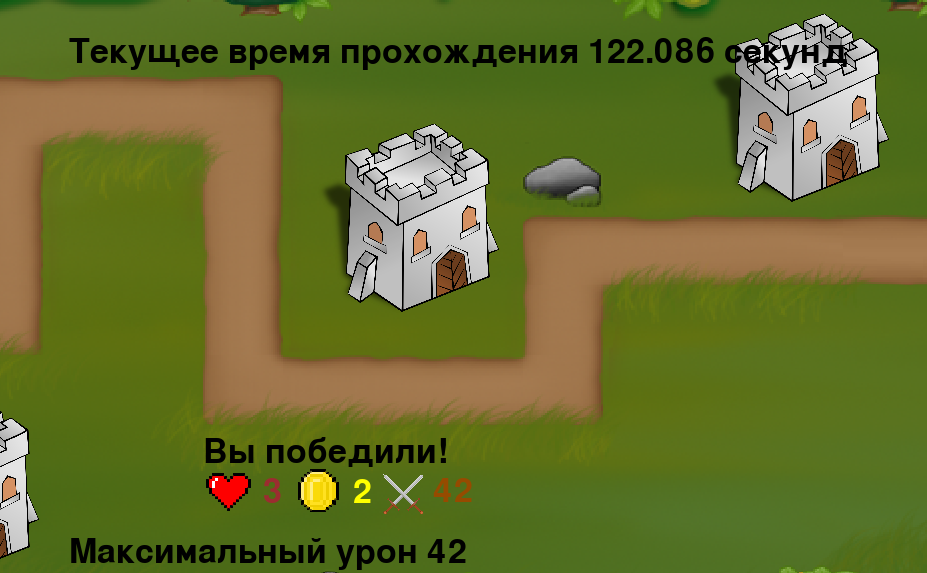 Текущее время прохождения 122.086 секунд
Вы победили!
3 2 42
Максимальный урон 42